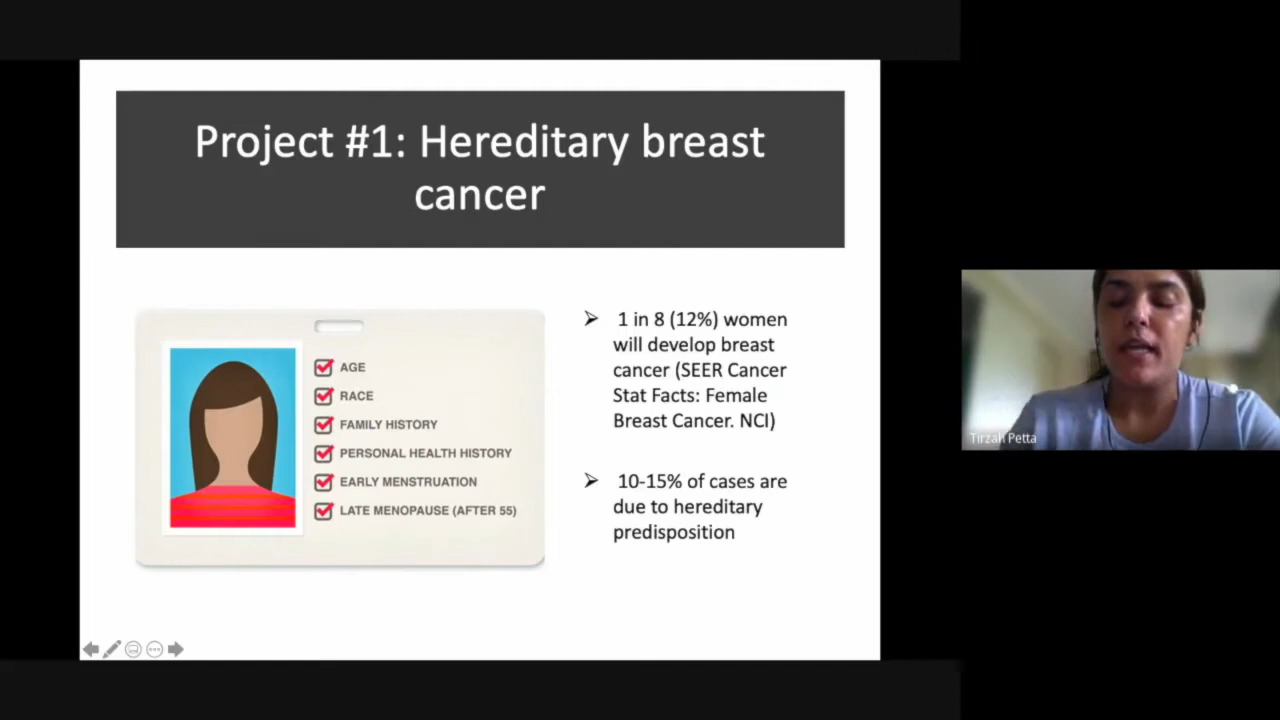 Project #1: Hereditary breast
cancer
AGE
RACE
FAMILY HISTORY
PERSONAL HEALTH HISTORY
EARLY MENSTRUATION
LATE MENOPAUSE (AFTER 55)
1 in 8 (12%) women
will develop breast
cancer (SEER Cancer
Stat Facts: Female
Breast Cancer. NCI)
10-15% of cases are
due to hereditary
predisposition
Tirzah Petta